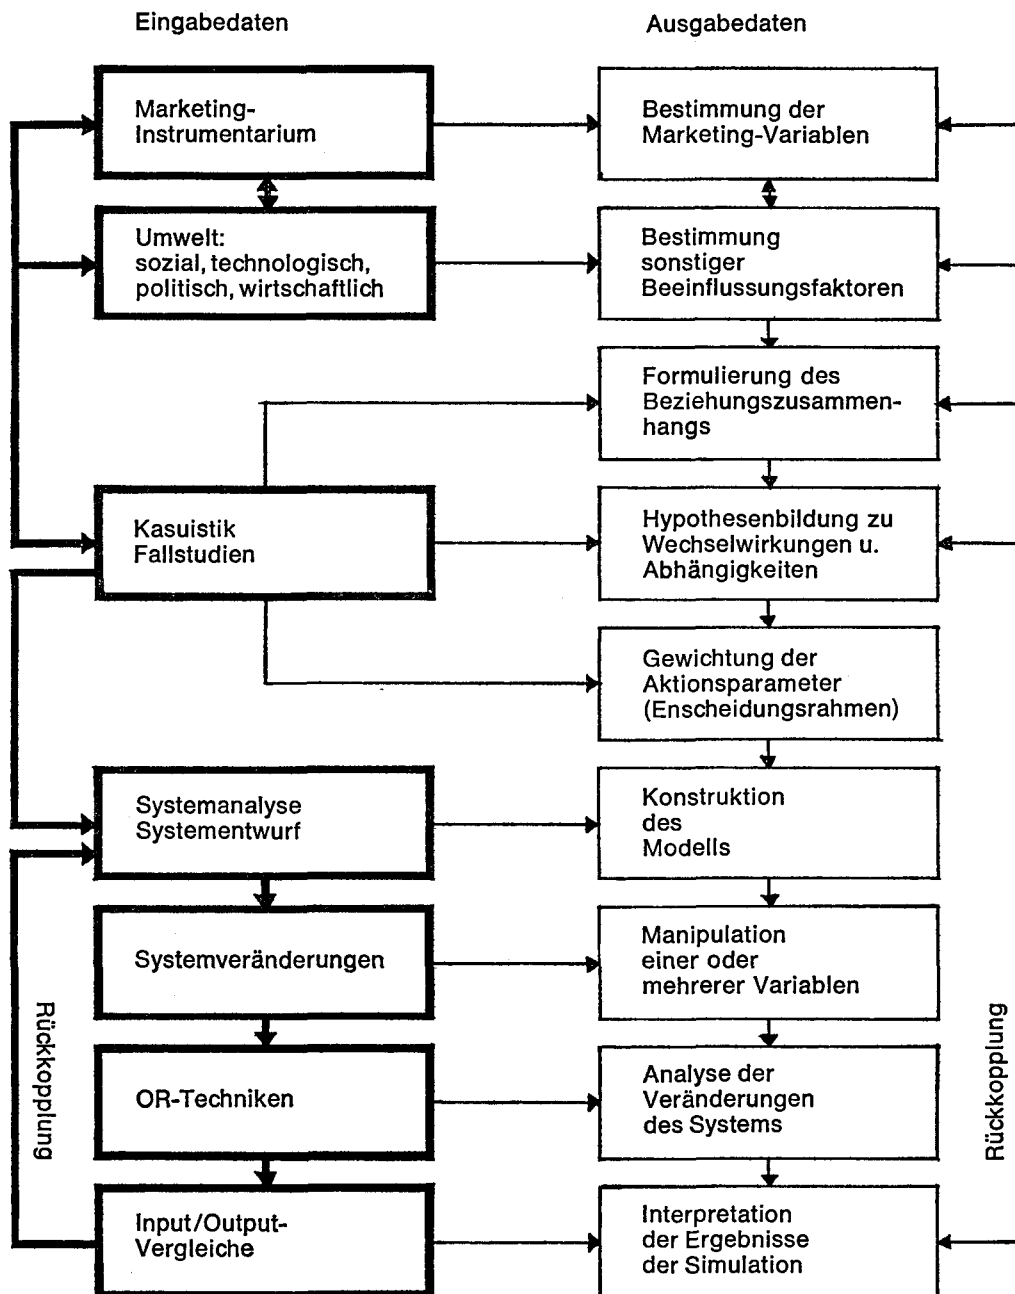 Eingabedaten
Ausgabedaten
Marketing-
Instrumentarium
Bestimmung der
Marketing-Variablen
Umwelt:
sozial, technologisch,
politisch, wirtschaftlich
Bestimmung
sonstiger
Beeinflussungsfaktoren
Formulierung des
Beziehungszusammen-
hangs
Kasuistik
Fallstudien
Hypothesenbildung zu
Wechselwirkungen u.
Abhängigkeiten
Gewichtung der
Aktionsparameter
(Enscheidungsrahmen)
Systemanalyse
Systementwurf
Konstruktion
des
Modells
Systemveränderungen
Manipulation
einer oder
mehrerer Variablen
Rückkopplung
OR-Techniken
Analyse der
Veränderungen
des Systems
Rückkopplung
Input/Output-
Vergleiche
Interpretation
der Ergebnisse
der Simulation